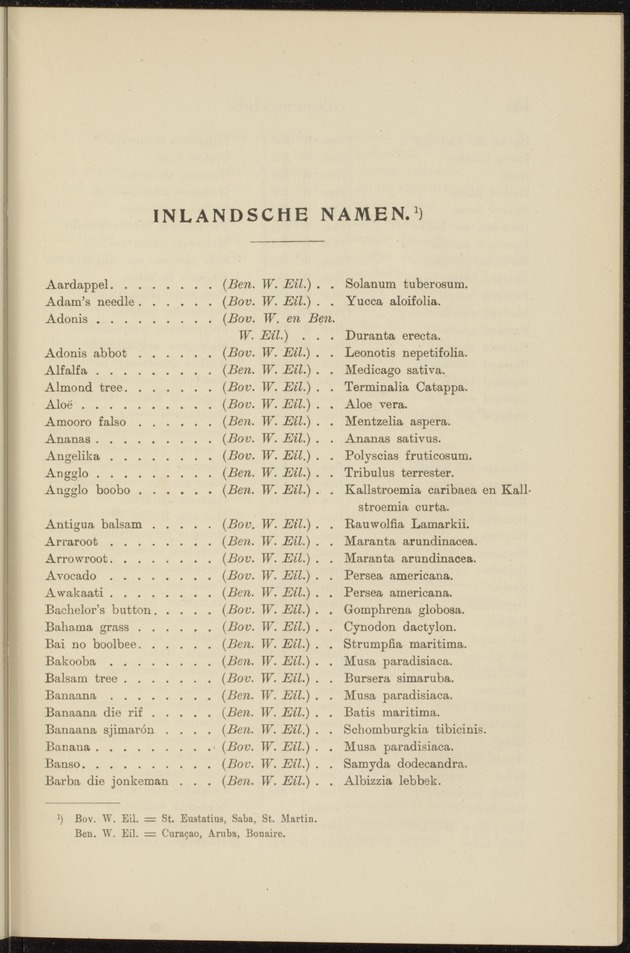 INLANDSCHE NAMEN.¹)
Aardappel. . . . . . . . (Ben. W. Eil.) . . Solanum tuberosum.
Adam's needle . . . . . . (Bov. W. Eil.) . . Yucca aloifolia.
Adonis . . . . . . . . . (Bov. W. en Ben.
W. Eil.) . . . Duranta erecta.
Adonis abbot . . . . . . (Bov. W. Eil.) . . Leonotis nepetifolia.
Alfalfa . . . . . . . . . (Ben. W. Eil.) . . Medicago sativa.
Almond tree. . . . . . . (Bov. W. Eil.) . . Terminalia Catappa.
Aloë . . . . . . . . . . (Bov. W. Eil.) . . Aloe vera.
Amooro falso . . . . . . (Ben. W. Eil.) . . Mentzelia aspera.
Ananas . . . . . . . . . (Bov. W. Eil.) . . Ananas sativus.
Angelika . . . . . . . . (Bov. W. Eil.) . . Polyscias fruticosum.
Angglo . . . . . . . . . (Ben. W. Eil.) . . Tribulus terrester.
Angglo boobo . . . . . . (Ben. W. Eil.) . . Kallstroemia caribaea en Kall-
stroemia curta.
Antigua balsam . . . . . (Bov. W. Eil.) . . Rauwolfia Lamarkii.
Arraroot . . . . . . . . (Ben. W. Eil.) . . Maranta arundinacea.
Arrowroot. . . . . . . . (Bov. W. Eil.) . . Maranta arundinacea.
Avocado . . . . . . . . (Bov. W. Eil.) . . Persea americana.
Awakaati . . . . . . . . (Ben. W. Eil.) . . Persea americana.
Bachelor's button. . . . . (Bov. W. Eil.) . . Gomphrena globosa.
Bahama grass . . . . . . (Bov. W. Eil.) . . Cynodon dactylon.
Bai no boolbee. . . . . . (Ben. W. Eil.) . . Strumpfia maritima.
Bakooba . . . . . . . . (Ben. W. Eil.) . . Musa paradisiaca.
Balsam tree . . . . . . . (Bov. W. Eil.) . . Bursera simaruba.
Banaana . . . . . . . . (Ben. W. Eil.) . . Musa paradisiaca.
Banaana die rif . . . . . (Ben. W. Eil.) . . Batis maritima.
Banaana sjimarón . . . . (Ben. W. Eil.) . . Schomburgkia tibicinis.
Banana . . . . . . . . . (Bov. W. Eil.) . . Musa paradisiaca.
Banso. . . . . . . . . . (Bov. W. Eil.) . . Samyda dodecandra.
Barba die jonkeman . . . (Ben. W. Eil.) . . Albizzia lebbek.
¹) Bov. W. Eil. = St. Eustatius, Saba, St. Martin.
Ben. W. Eil. = Curaçao, Aruba, Bonaire.